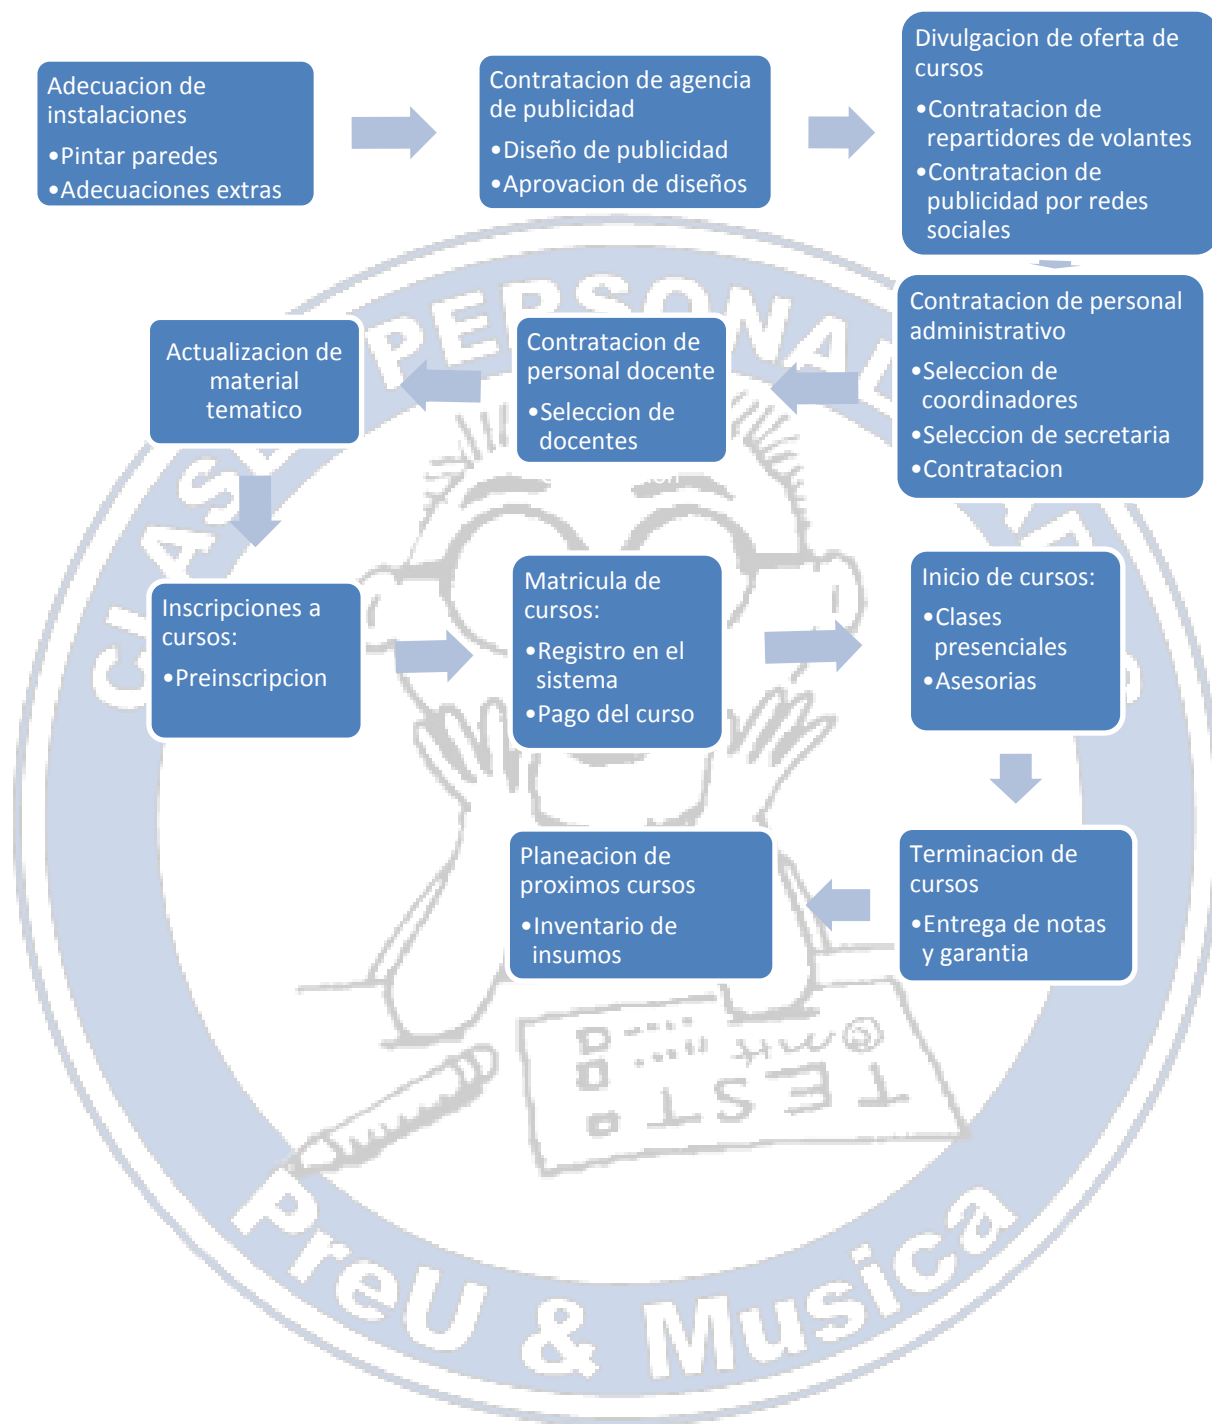 Adecuacion de
instalaciones
•Pintar paredes
•Adecuaciones extras
Contratacion de agencia
de publicidad
•Diseño de publicidad
•Aprovacion de diseños
Divulgacion de oferta de
cursos
•Contratacion de
repartidores de volantes
•Contratacion de
publicidad por redes
sociales
Contratacion de personal
administrativo
•Seleccion de
coordinadores
•Seleccion de secretaria
•Contratacion
Contratacion de
personal docente
•Seleccion de
docentes
Actualizacion de
material
tematico
Inscripciones a
cursos:
•Preinscripcion
Matricula de
cursos:
•Registro en el
sistema
•Pago del curso
Inicio de cursos:
•Clases
presenciales
•Asesorias
Terminacion de
cursos
•Entrega de notas
y garantia
Planeacion de
proximos cursos
•Inventario de
insumos
TEST
PreU & Musica